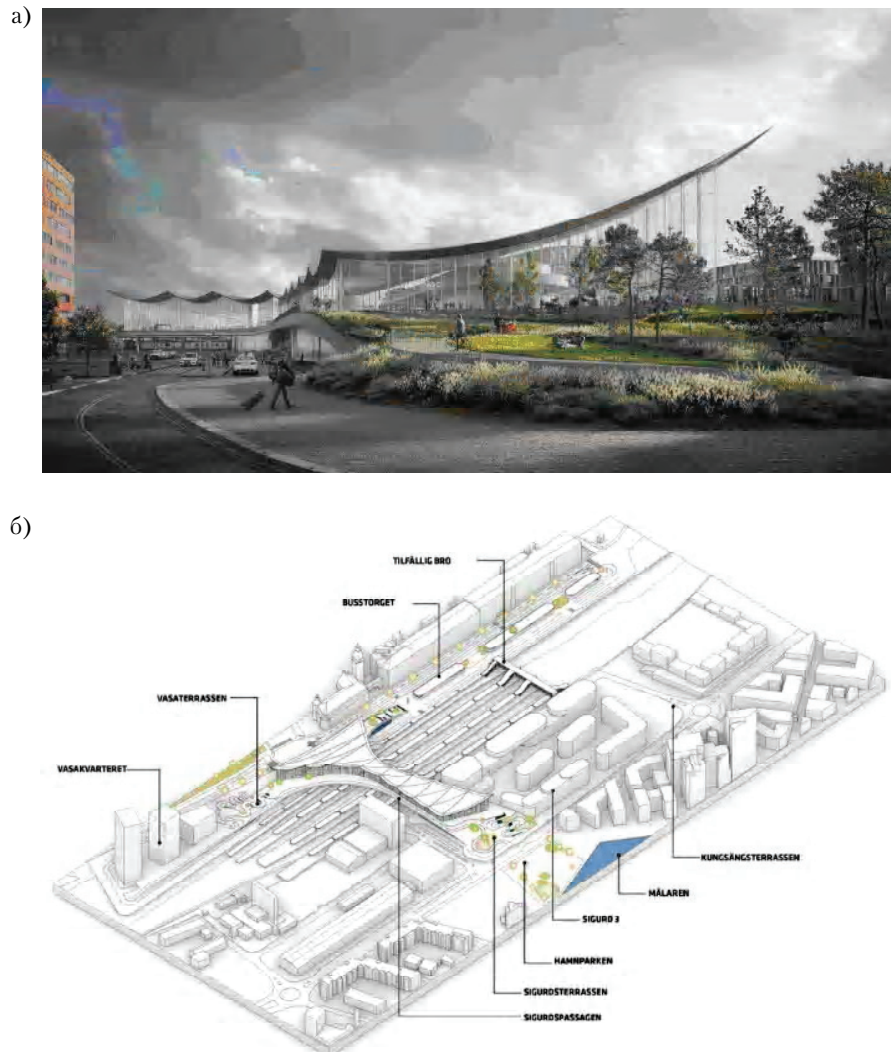 а)
б)
TILFÄLLIG BRO
BUSSTORGET
VASATERRASSEN
VASAKVARTERET
KUNGSÄNGSTERRASSEN
MÄLAREN
SIGURD 3
HAMNPARKEN
SIGURDSTERRASSEN
SIGURDSPASSAGEN